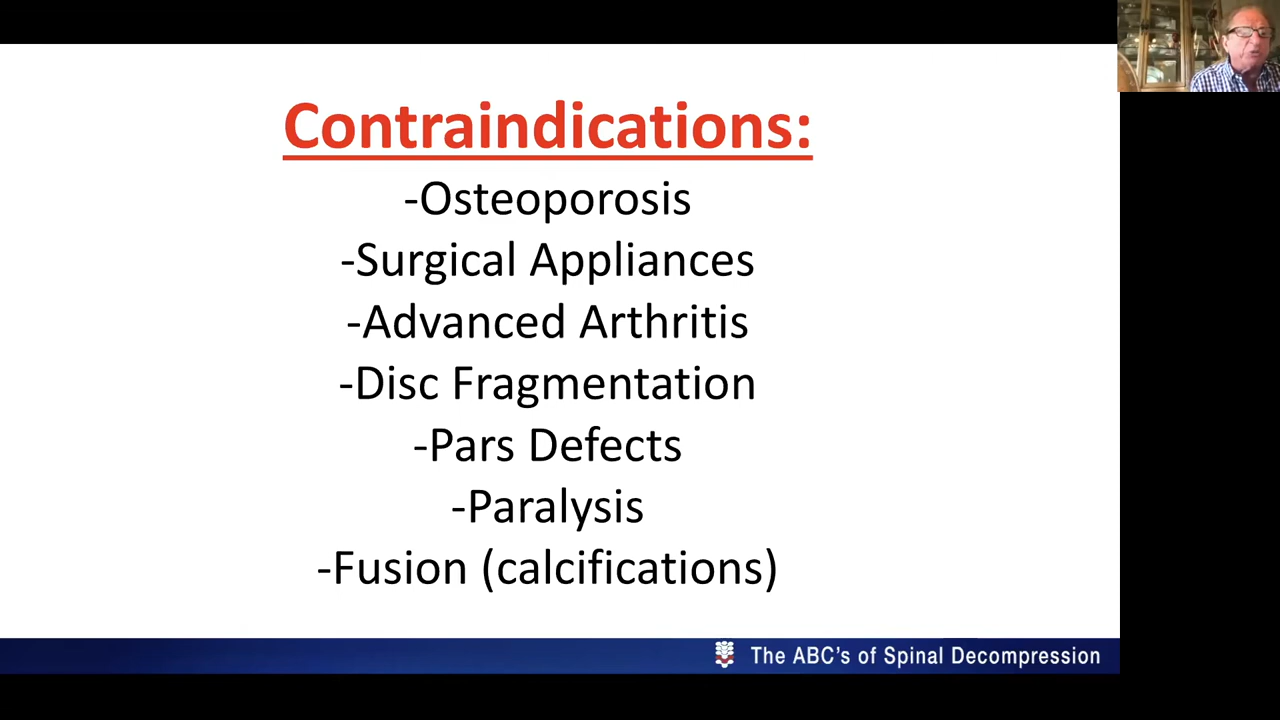 Contraindications:
-Osteoporosis
-Surgical Appliances
-Advanced Arthritis
-Disc Fragmentation
-Pars Defects
-Paralysis
-Fusion (calcifications)
The ABC's of Spinal Decompression